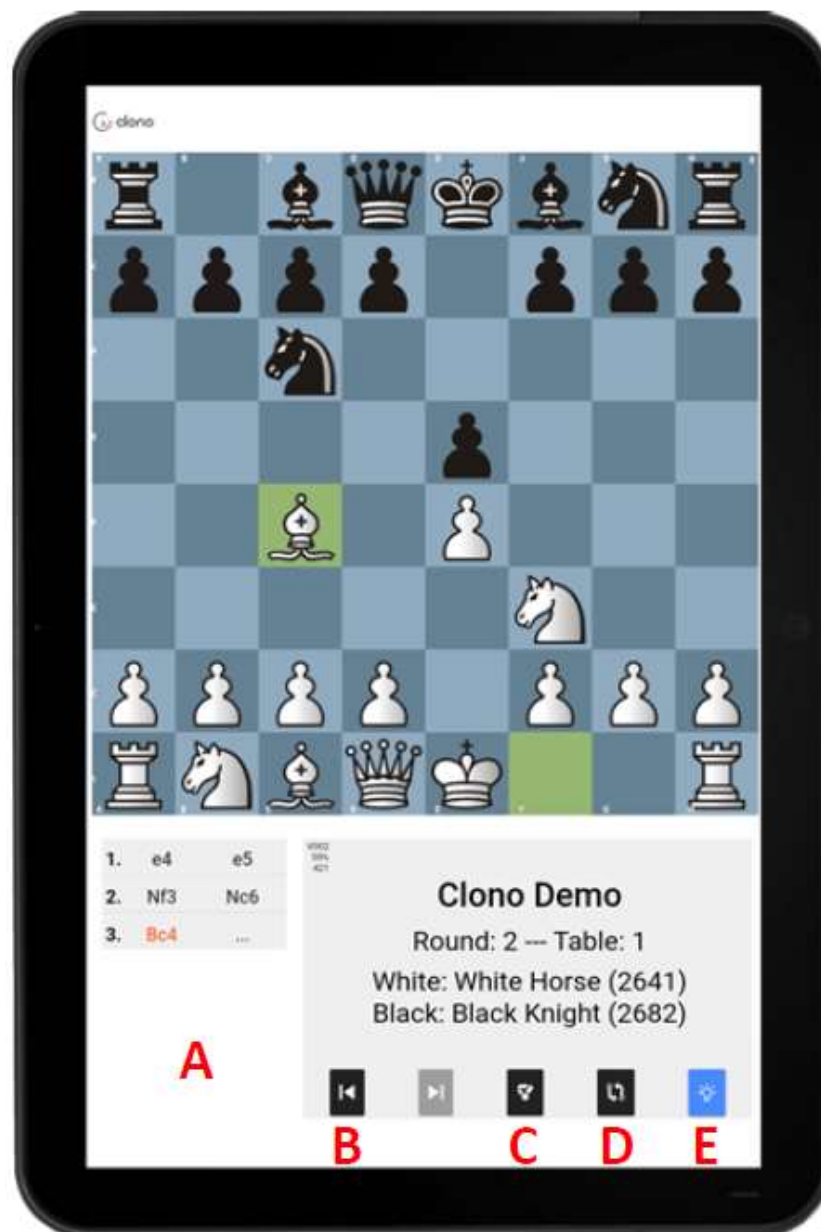 clono
1. e4 e5
2. Nf3 Nc6
3. Bc4 ...
Clono Demo
Round: 2 --- Table: 1
White: White Horse (2641)
Black: Black Knight (2682)
A
B C D E